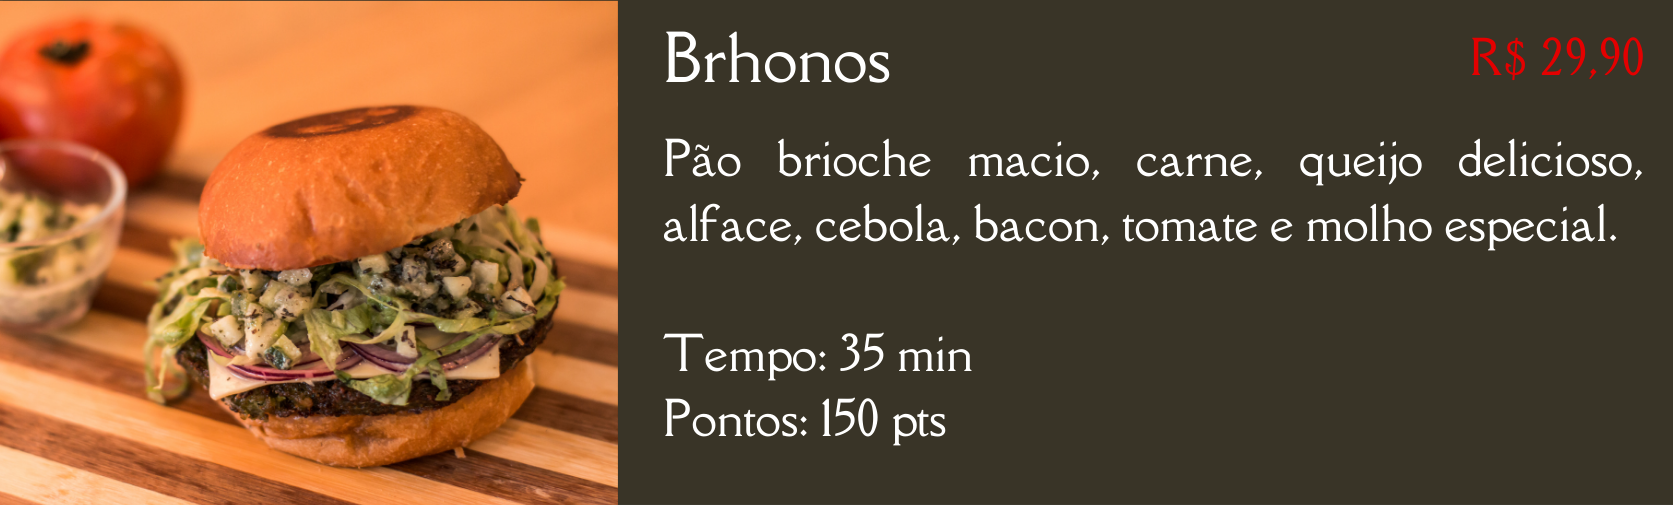 Brhonos
R$ 29,90
Pão brioche macio, carne, queijo delicioso,
alface, cebola, bacon, tomate e molho especial.
Tempo: 35 min
Pontos: 150 pts